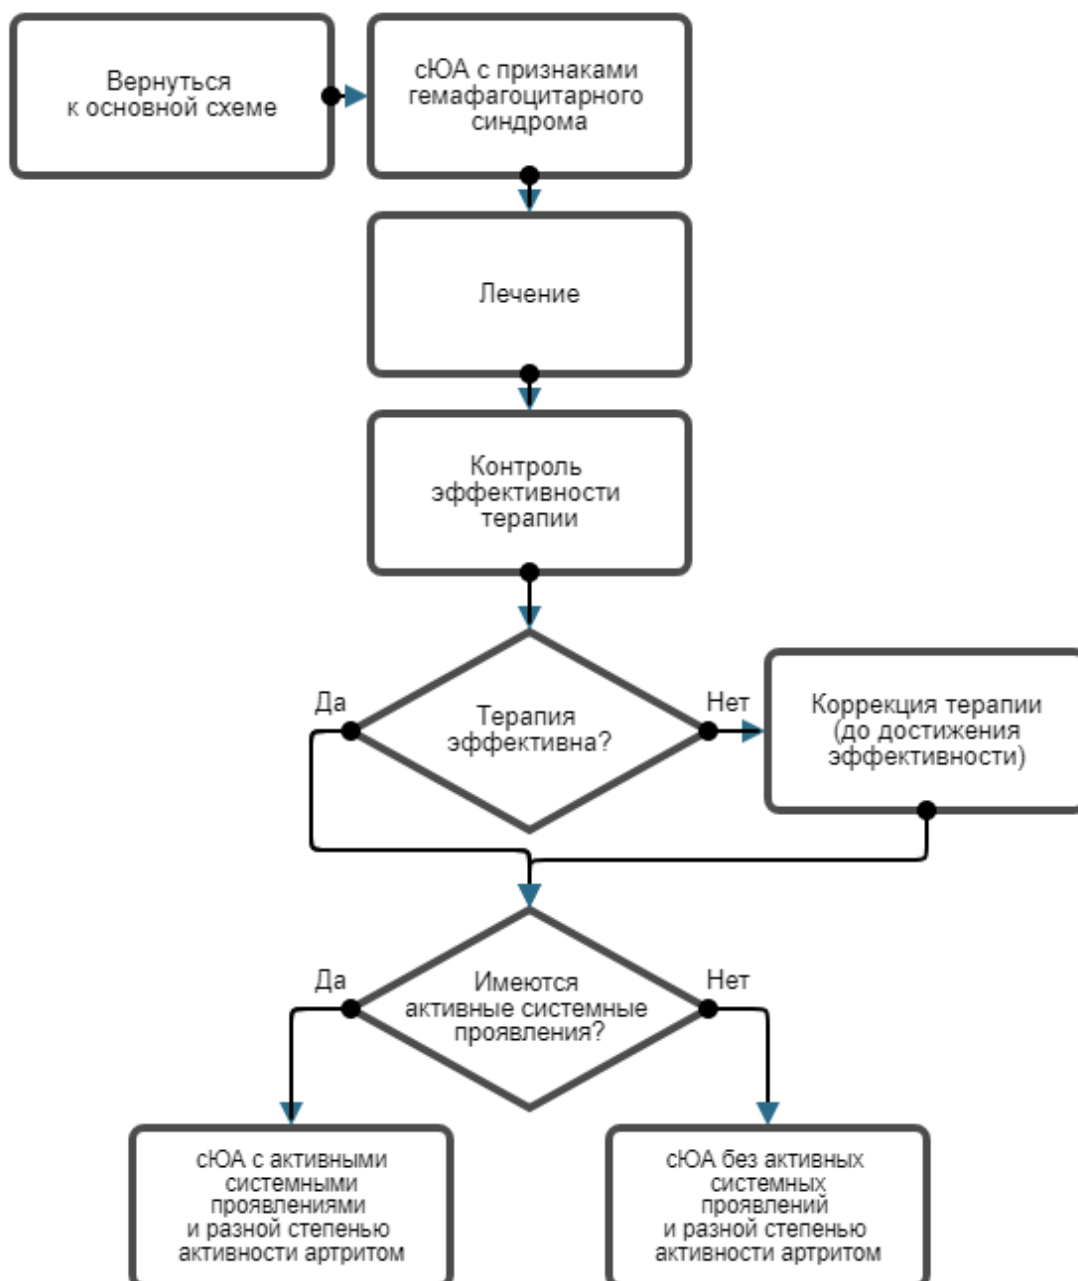 Вернуться
к основной схеме
сЮА с признаками
гемафагоцитарного
синдрома
Лечение
Контроль
эффективности
терапии
Да
Терапия
эффективна?
Нет
Коррекция терапии
(до достижения
эффективности)
Да
Имеются
активные системные
проявления?
Нет
сЮА с активными
системными
проявлениями
и разной степенью
активности артритом
сЮА без активных
системных
проявлений
и разной степенью
активности артритом